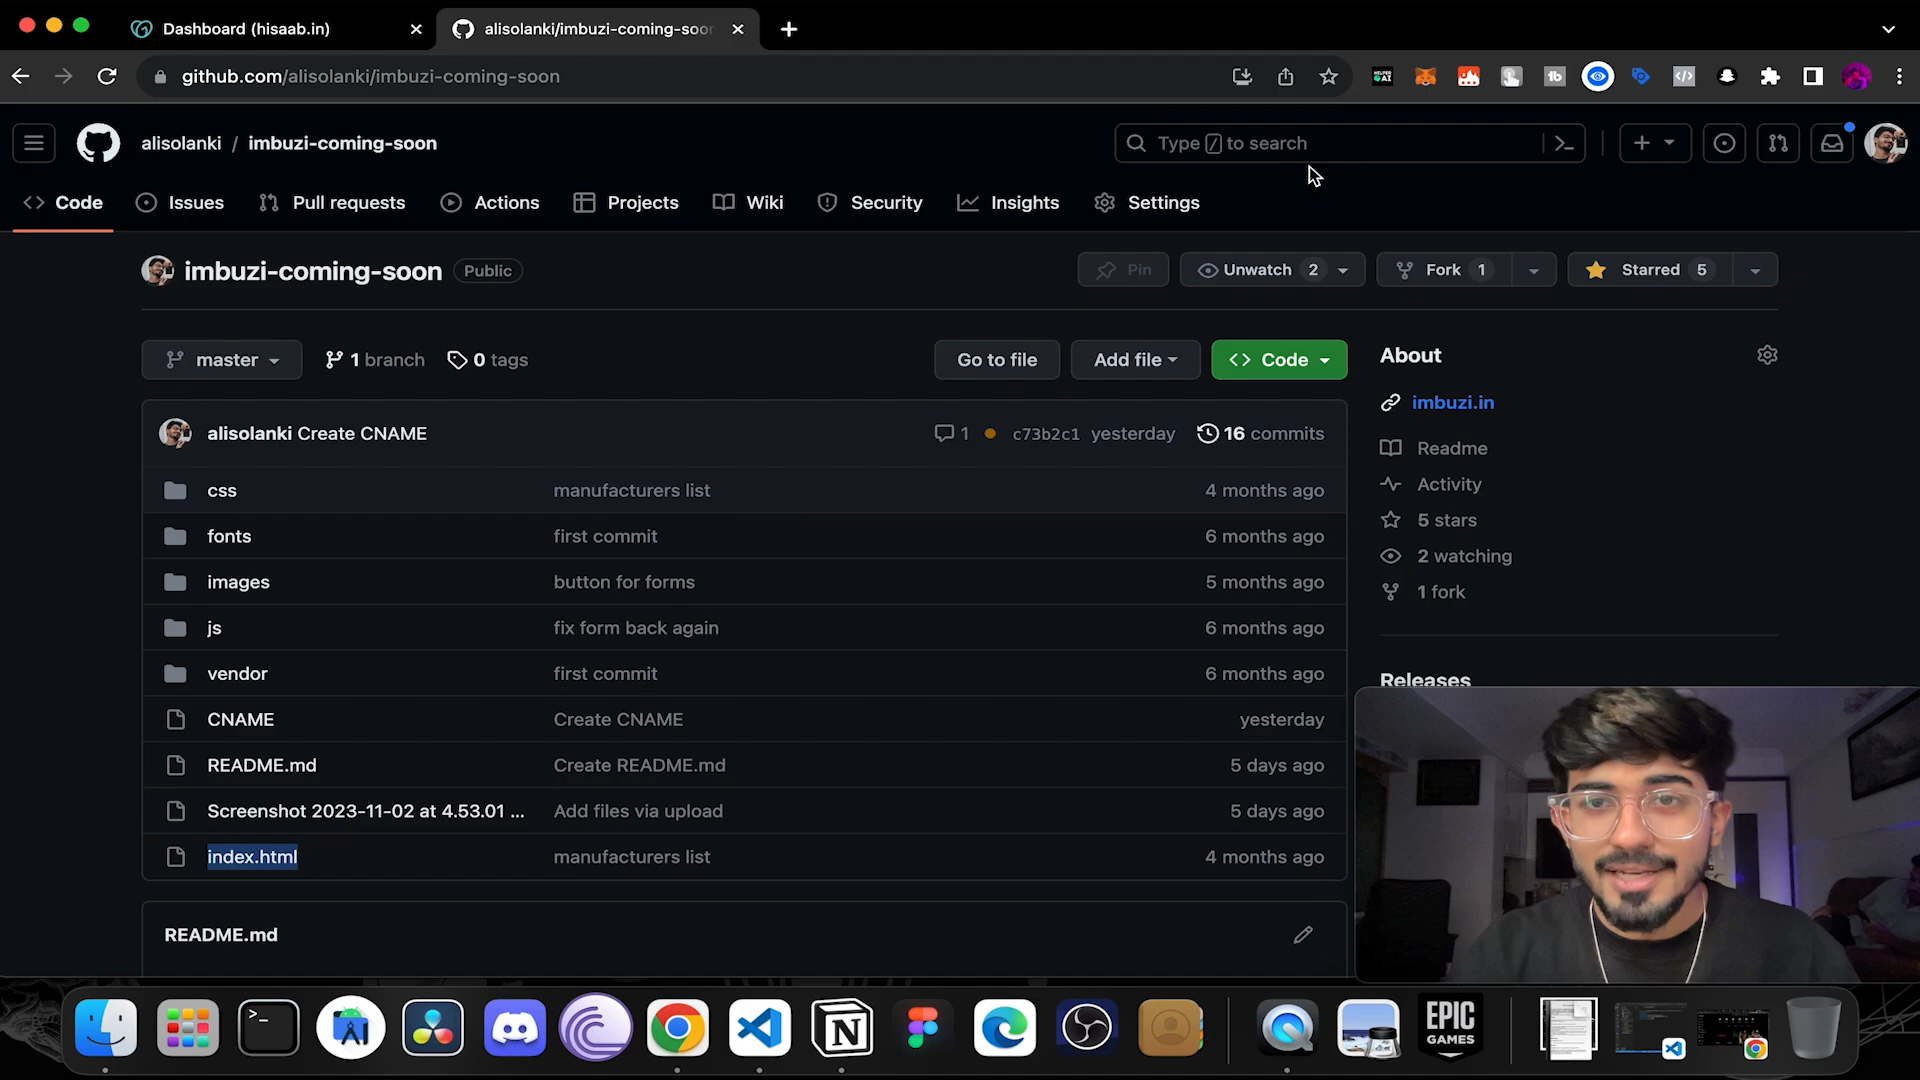 Dashboard (hisaab.in)
alisolanki/imbuzi-coming-soon
github.com/alisolanki/imbuzi-coming-soon
alisolanki / imbuzi-coming-soon
Type / to search
Code Issues Pull requests Actions Projects Wiki Security Insights Settings
imbuzi-coming-soon Public
Pin Unwatch 2 Fork 1 Starred 5
master 1 branch 0 tags Go to file Add file Code
About
imbuzi.in
Readme
Activity
5 stars
2 watching
1 fork
Releases
alisolanki Create CNAME 1 c73b2c1 yesterday 16 commits
css manufacturers list 4 months ago
fonts first commit 6 months ago
images button for forms 5 months ago
js fix form back again 6 months ago
vendor first commit 6 months ago
CNAME Create CNAME yesterday
README.md Create README.md 5 days ago
Screenshot 2023-11-02 at 4.53.01 ... Add files via upload 5 days ago
index.html manufacturers list 4 months ago
README.md
EPIC
GAMES